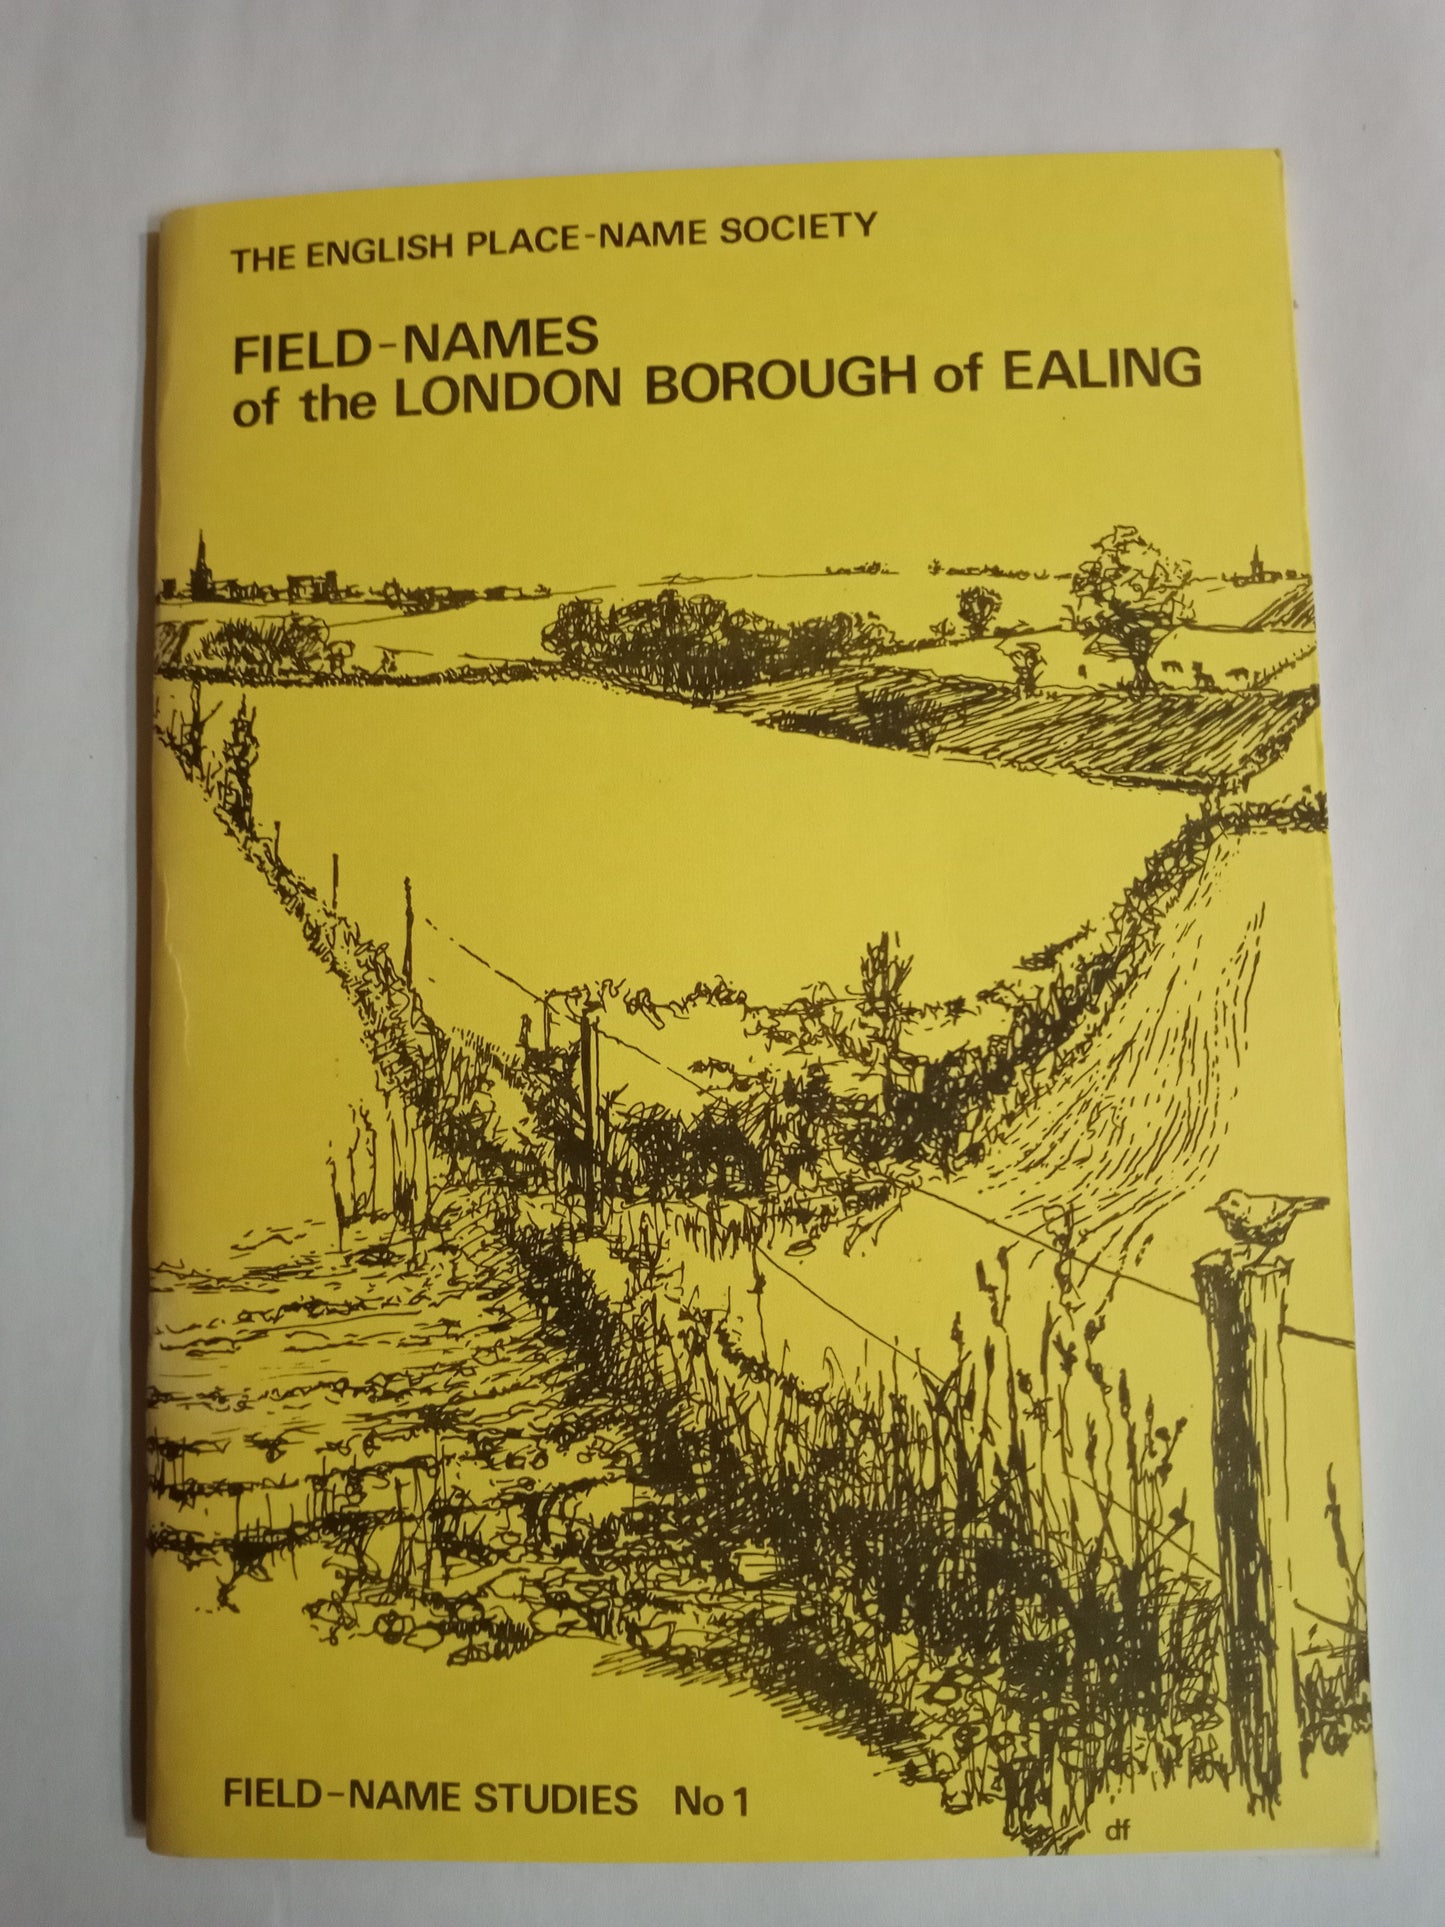 THE ENGLISH PLACE-NAME SOCIETY
FIELD-NAMES
of the LONDON BOROUGH of EALING
FIELD-NAME STUDIES No 1
df